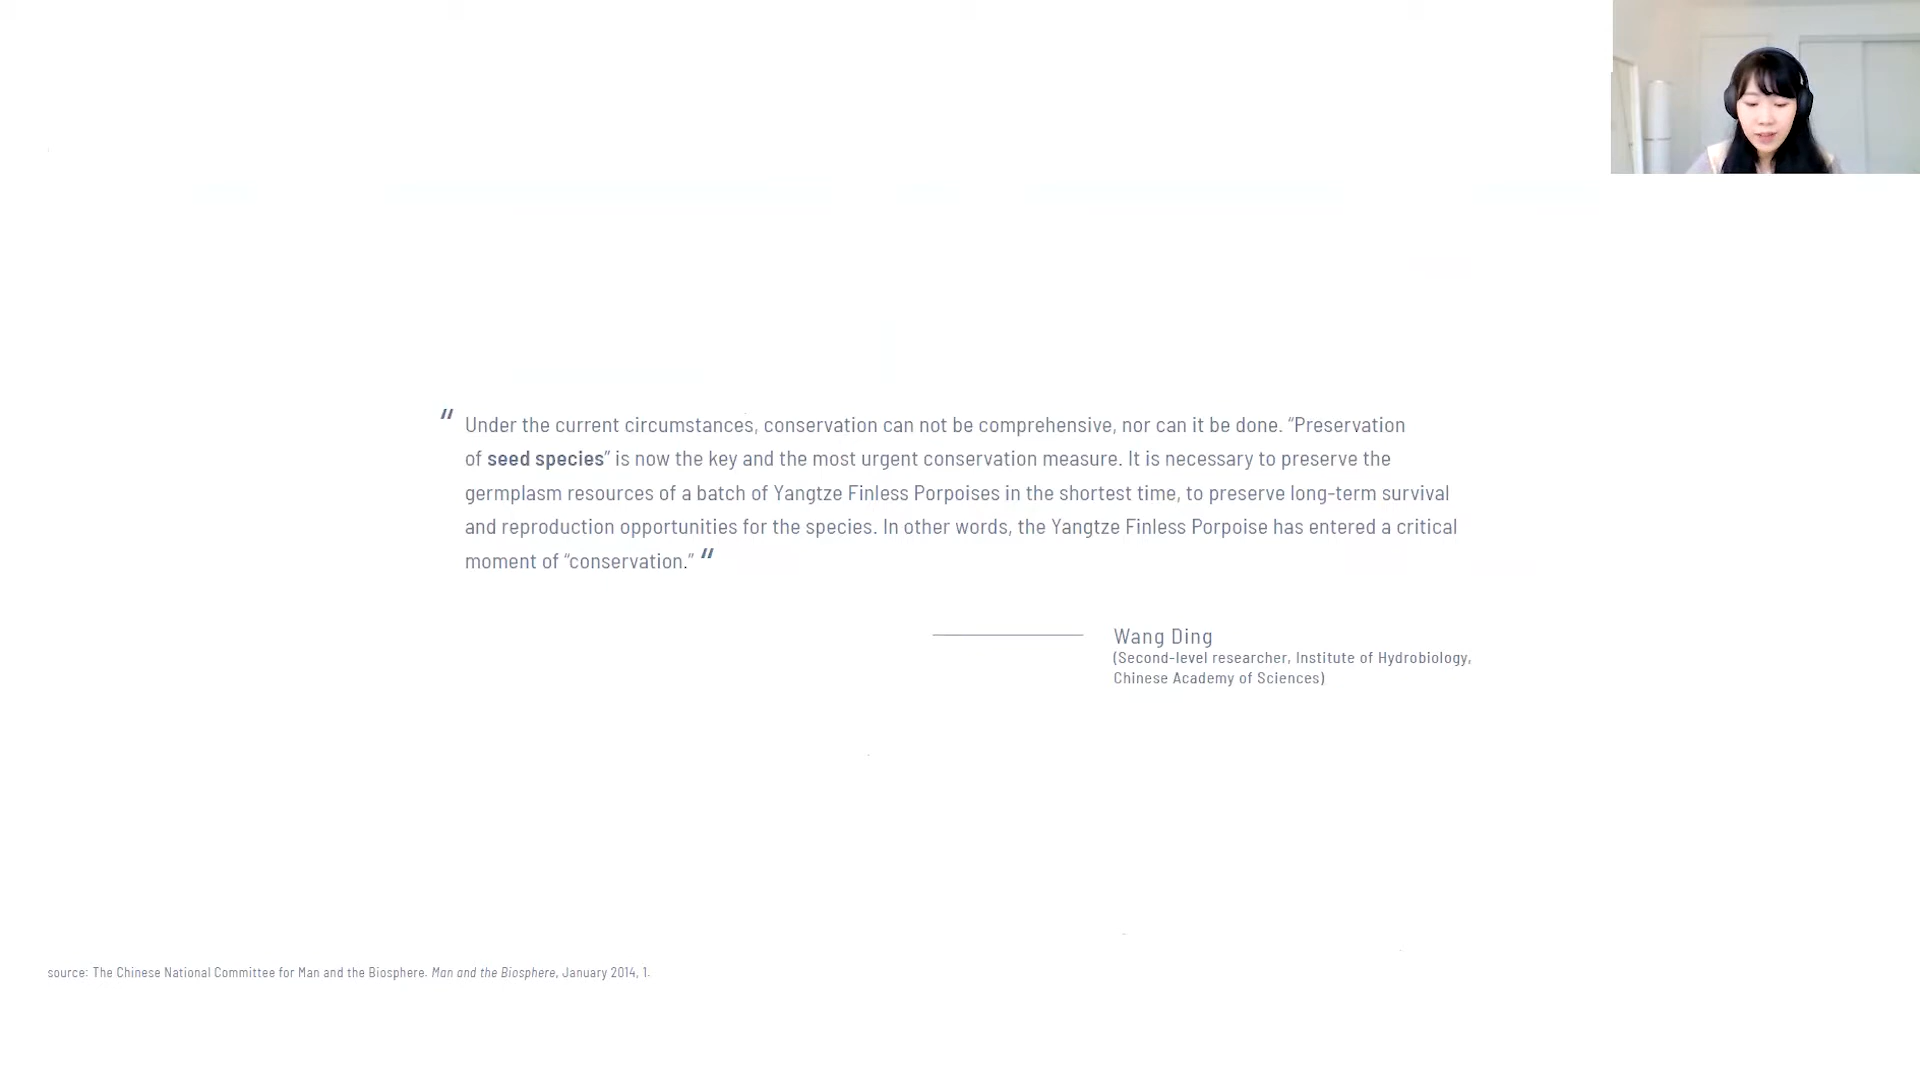 “ Under the current circumstances, conservation can not be comprehensive, nor can it be done. “Preservation
of seed species” is now the key and the most urgent conservation measure. It is necessary to preserve the
germplasm resources of a batch of Yangtze Finless Porpoises in the shortest time, to preserve long-term survival
and reproduction opportunities for the species. In other words, the Yangtze Finless Porpoise has entered a critical
moment of “conservation.” “
Wang Ding
(Second-level researcher, Institute of Hydrobiology,
Chinese Academy of Sciences)
source: The Chinese National Committee for Man and the Biosphere. Man and the Biosphere, January 2014, 1.